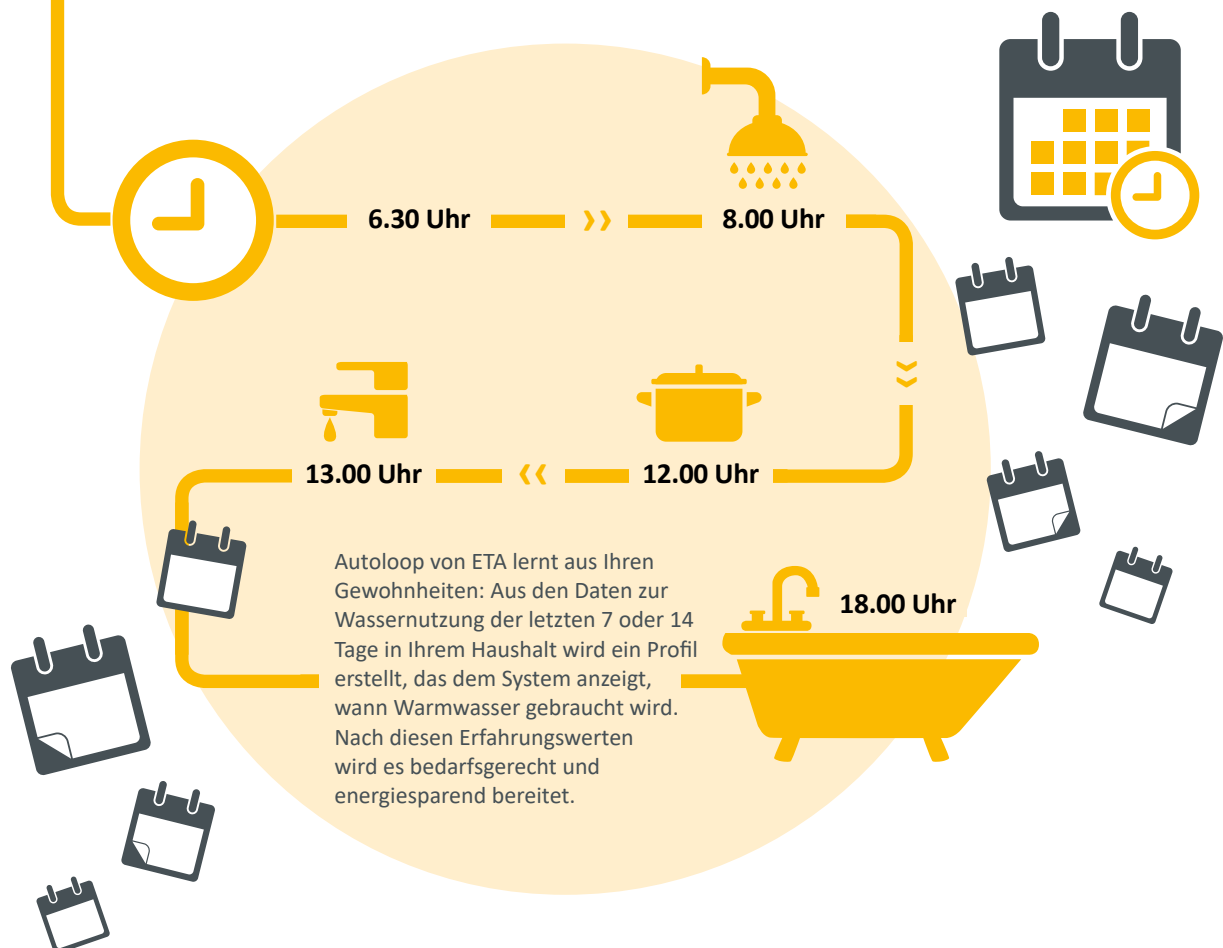 6.30 Uhr
8.00 Uhr
13.00 Uhr
12.00 Uhr
Autoloop von ETA lernt aus Ihren
Gewohnheiten: Aus den Daten zur
Wassernutzung der letzten 7 oder 14
Tage in Ihrem Haushalt wird ein Profil
erstellt, das dem System anzeigt,
wann Warmwasser gebraucht wird.
Nach diesen Erfahrungswerten
wird es bedarfsgerecht und
energiesparend bereitet.
18.00 Uhr